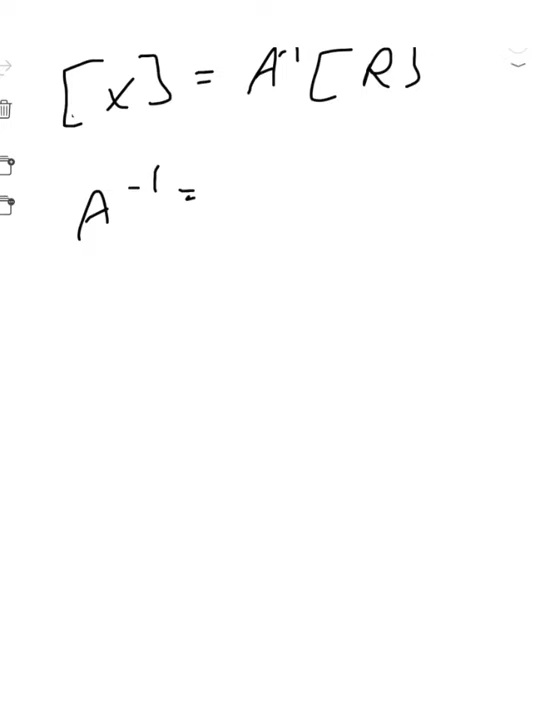 [x] = A⁻¹ [R]
A⁻¹ =